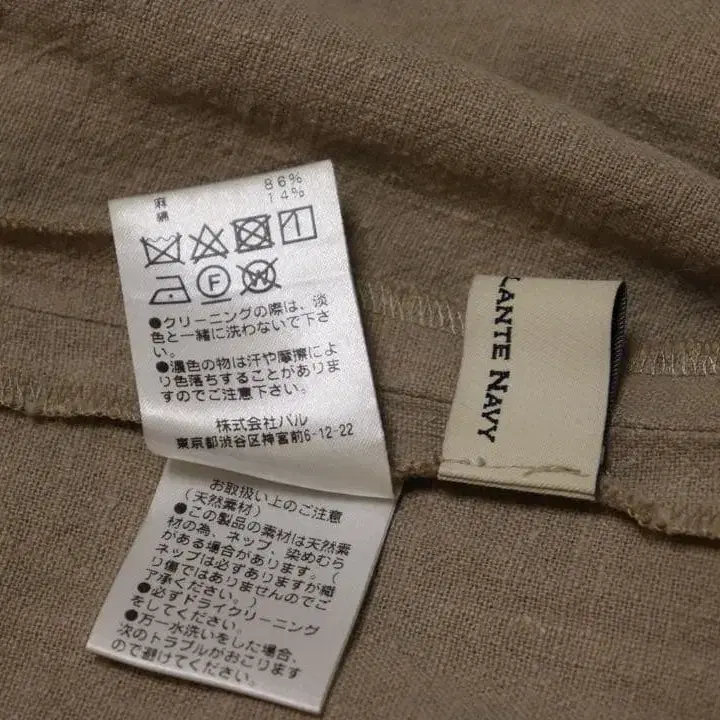 麻 86%
綿 14%
F
W
●クリーニングの際は、淡
色と一緒に洗わないで下さ
い。
●濃色の物は汗や摩擦によ
り色落ちすることがありま
すのでご注意下さい。
株式会社パル
東京都渋谷区神宮前6-12-22
お取扱い上のご注意
(天然素材)
●この製品の素材は天然素
材の為、ネップ、染めむら
がある場合があります。(
ネップは必ずありますが織
り傷ではありませんのでご
了承ください。)
●必ずドライクリーニング
をしてください。
●万一水洗いをした場合、
次のトラブルがおこります
ので避けてください。
LANTE NAVY